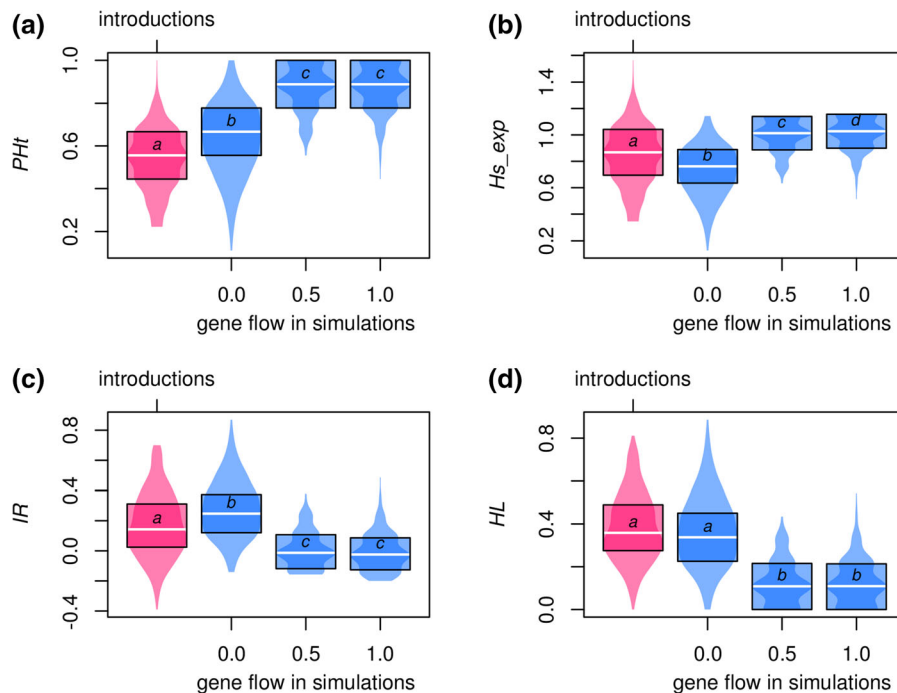 (a) introductions
PHt
1.0
0.6
0.2
a b c c
0.0 0.5 1.0
gene flow in simulations
(b) introductions
Hs_exp
1.4
1.0
0.6
0.2
a b c d
0.0 0.5 1.0
gene flow in simulations
(c) introductions
IR
0.8
0.4
0.0
-0.4
a b c c
0.0 0.5 1.0
gene flow in simulations
(d) introductions
HL
0.8
0.4
0.0
a a b b
0.0 0.5 1.0
gene flow in simulations